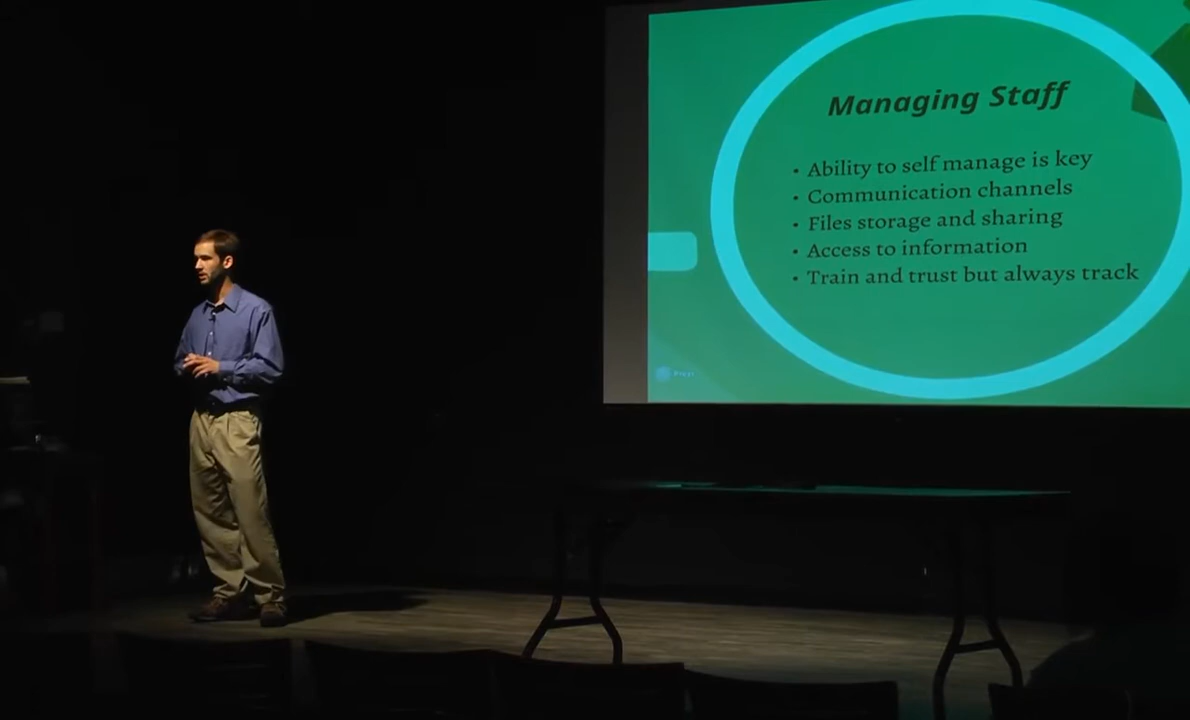 Managing Staff
• Ability to self manage is key
• Communication channels
• Files storage and sharing
• Access to information
• Train and trust but always track
Prezi